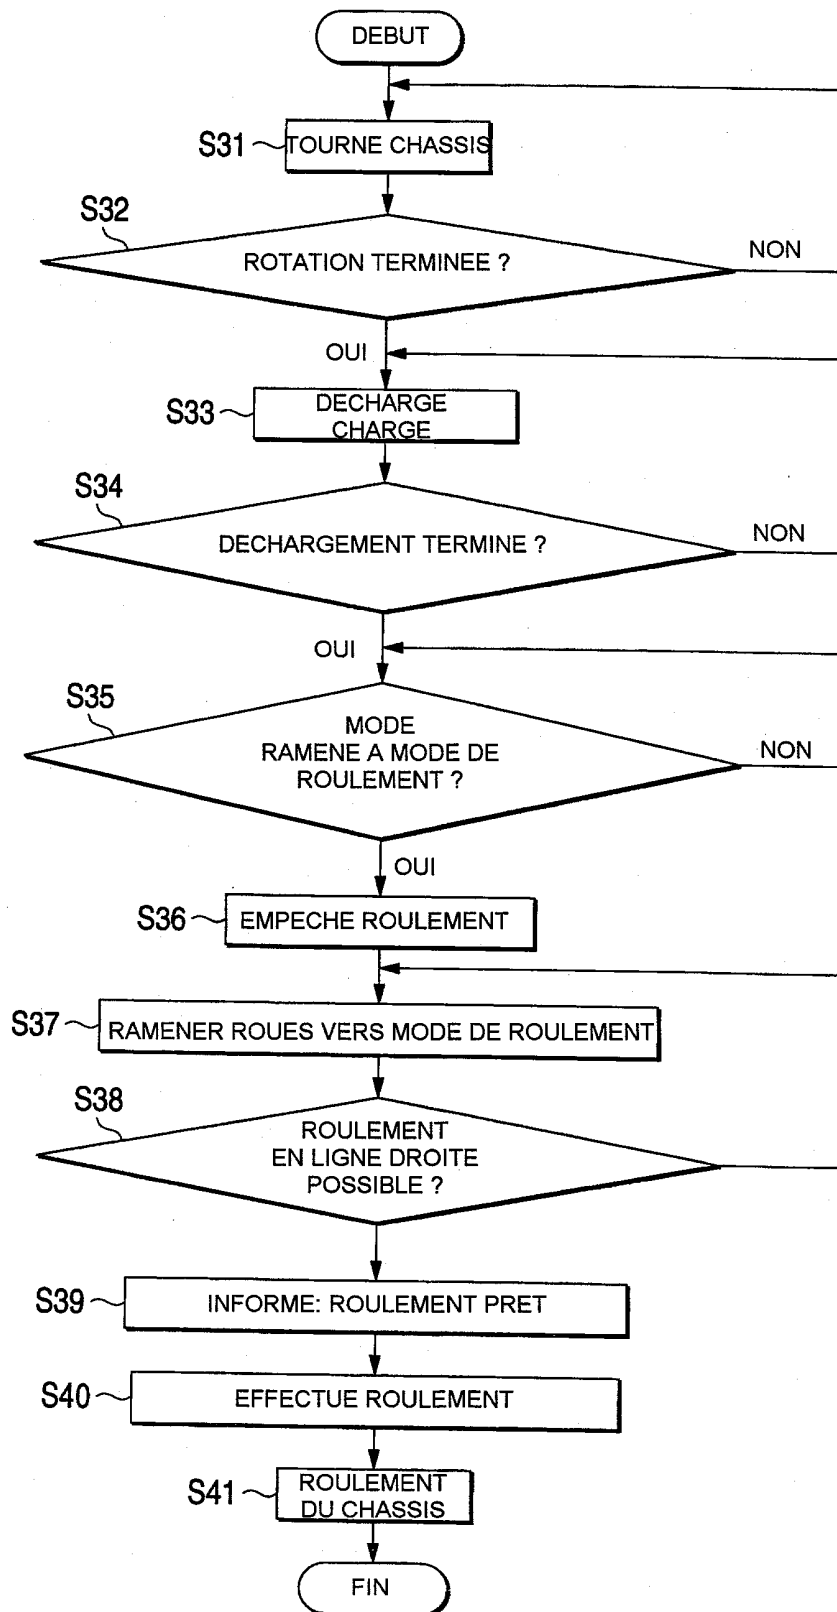 DEBUT
S31
TOURNE CHASSIS
S32
ROTATION TERMINEE ?
NON
OUI
S33
DECHARGE
CHARGE
S34
DECHARGEMENT TERMINE ?
NON
OUI
S35
MODE
RAMENE A MODE DE
ROULEMENT ?
NON
OUI
S36
EMPECHE ROULEMENT
S37
RAMENER ROUES VERS MODE DE ROULEMENT
S38
ROULEMENT
EN LIGNE DROITE
POSSIBLE ?
S39
INFORME: ROULEMENT PRET
S40
EFFECTUE ROULEMENT
S41
ROULEMENT
DU CHASSIS
FIN